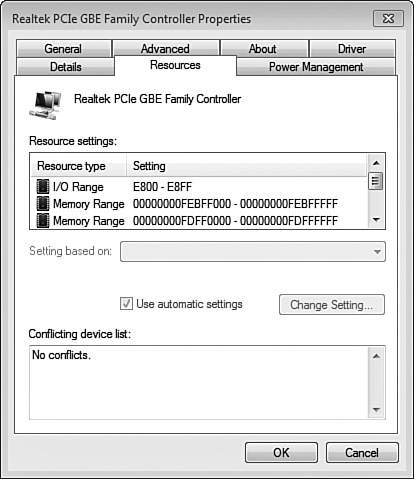 Realtek PCIe GBE Family Controller Properties
General Advanced About Driver
Details Resources Power Management
Realtek PCIe GBE Family Controller
Resource settings:
Resource type Setting
I/O Range E800 - E8FF
Memory Range 00000000FEBFF000 - 00000000FEBFFFFF
Memory Range 00000000FDFF0000 - 00000000FDFFFFFF
Setting based on:
Use automatic settings Change Setting...
Conflicting device list:
No conflicts.
OK Cancel